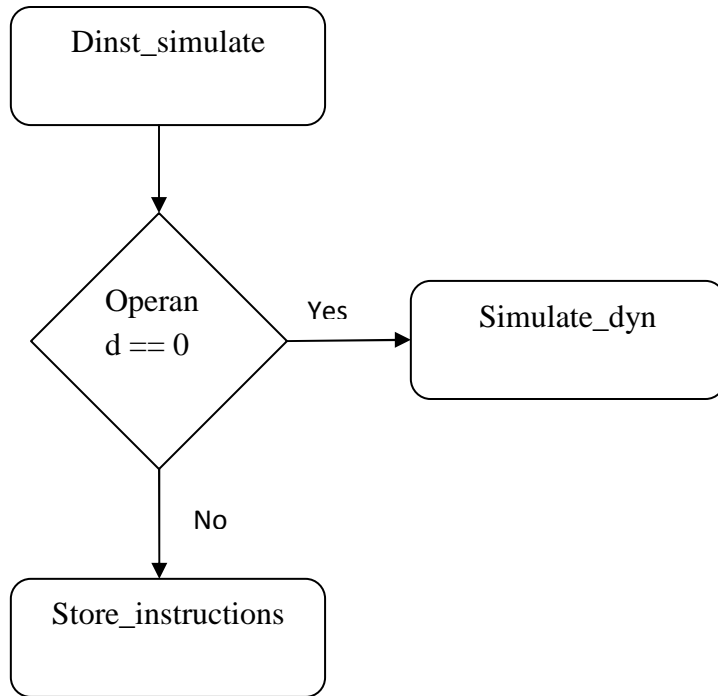 Dinst_simulate
Operan
d == 0
Yes
Simulate_dyn
No
Store_instructions